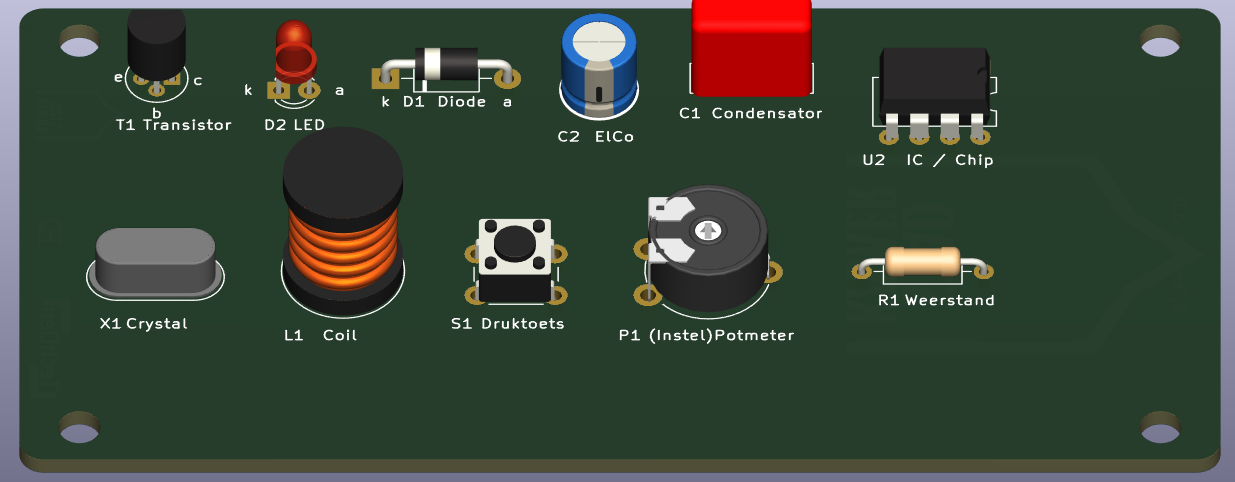 e c
b
T1 Transistor
k a
D2 LED
k D1 Diode a
C2 ElCo
C1 Condensator
U2 IC / Chip
X1 Crystal
L1 Coil
S1 Druktoets
P1 (Instel)Potmeter
R1 Weerstand